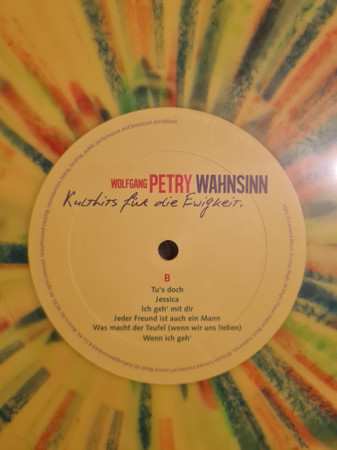 WOLFGANG PETRY WAHNSINN
Kulthits für die Ewigkeit.
B
Tu's doch
Jessica
Ich geh' mit dir
Jeder Freund ist auch ein Mann
Was macht der Teufel (wenn wir uns lieben)
Wenn ich geh'